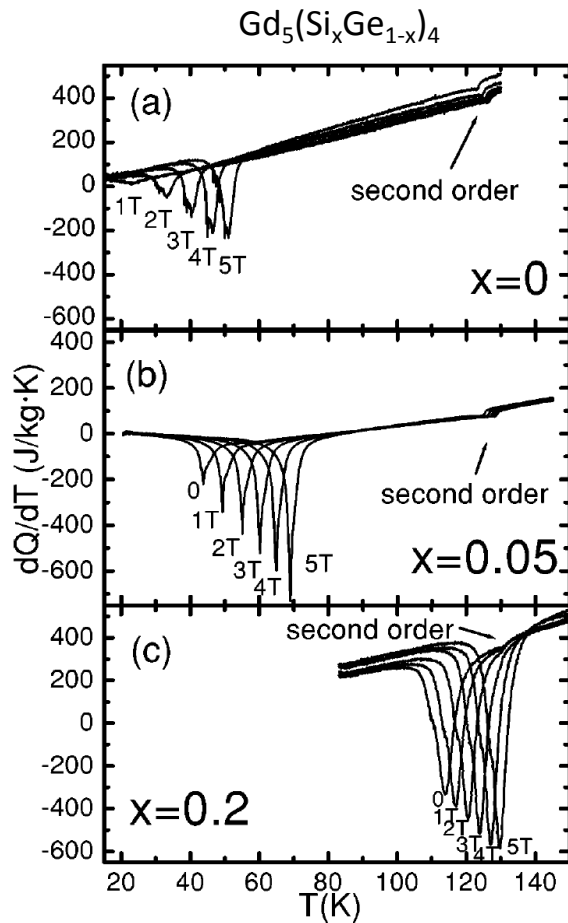 Gd₅(SiₓGe₁₋ₓ)₄
dQ/dT (J/kg·K)
(a)
400
200
0
-200
-400
-600
second order
1T
2T
3T
4T
5T
x=0
(b)
400
200
0
-200
-400
-600
second order
0
1T
2T
3T
4T
5T
x=0.05
(c)
400
200
0
-200
-400
-600
second order
0
1T
2T
3T
4T
5T
x=0.2
20 40 60 80 100 120 140
T(K)